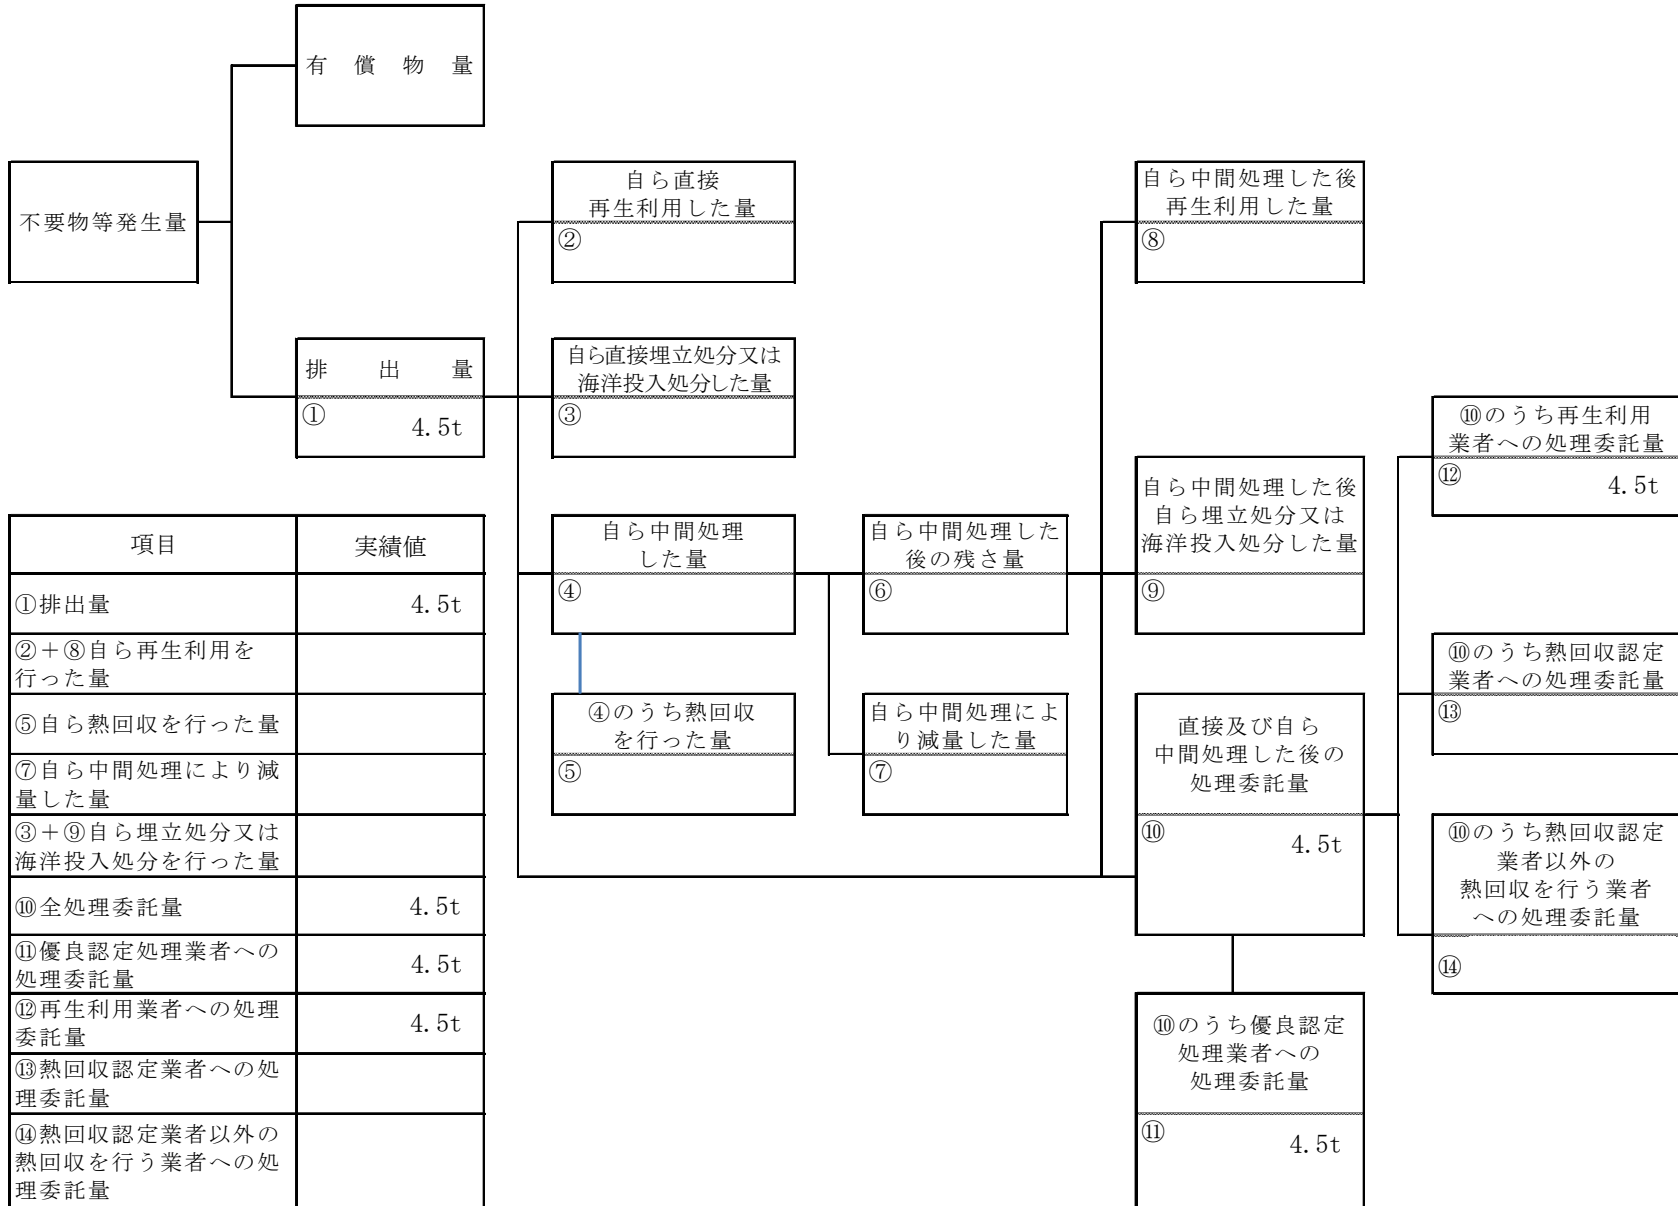 有償物量
不要物等発生量
排出量
①
4.5t
自ら直接
再生利用した量
②
自ら直接埋立処分又は
海洋投入処分した量
③
自ら中間処理
した量
④
④のうち熱回収
を行った量
⑤
自ら中間処理した
後の残さ量
⑥
自ら中間処理によ
り減量した量
⑦
自ら中間処理した後
再生利用した量
⑧
自ら中間処理した後
自ら埋立処分又は
海洋投入処分した量
⑨
直接及び自ら
中間処理した後の
処理委託量
⑩
4.5t
⑩のうち優良認定
処理業者への
処理委託量
⑪
4.5t
⑩のうち再生利用
業者への処理委託量
⑫
4.5t
⑩のうち熱回収認定
業者への処理委託量
⑬
⑩のうち熱回収認定
業者以外の
熱回収を行う業者
への処理委託量
⑭
項目 実績値
①排出量 4.5t
②+⑧自ら再生利用を
行った量
⑤自ら熱回収を行った量
⑦自ら中間処理により減
量した量
③+⑨自ら埋立処分又は
海洋投入処分を行った量
⑩全処理委託量 4.5t
⑪優良認定処理業者への
処理委託量 4.5t
⑫再生利用業者への処理
委託量 4.5t
⑬熱回収認定業者への処
理委託量
⑭熱回収認定業者以外の
熱回収を行う業者への処
理委託量